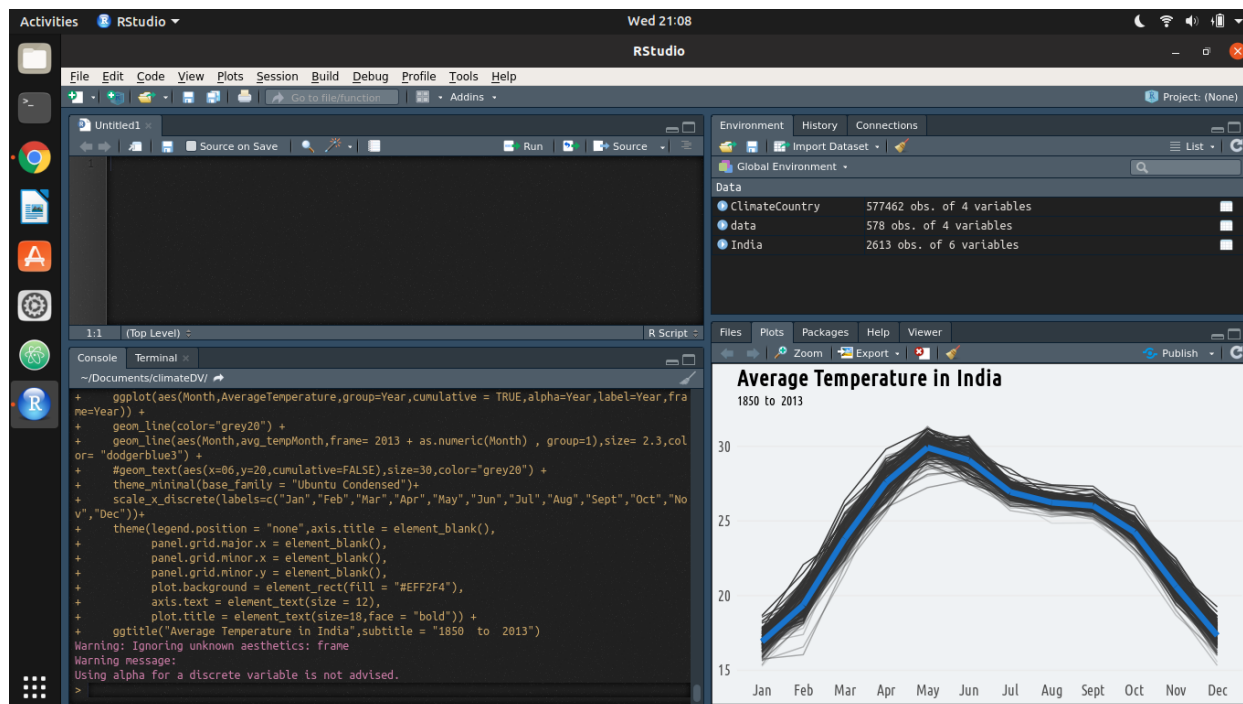 Activities RStudio Wed 21:08
RStudio
File Edit Code View Plots Session Build Debug Profile Tools Help
Go to file/function Addins Project: (None)
Untitled1
Source on Save Run Source
1
1:1 (Top Level) R Script
Console Terminal
~/Documents/climateDV/
+ ggplot(aes(Month,AverageTemperature,group=Year,cumulative = TRUE,alpha=Year,label=Year,fra
me=Year)) +
+ geom_line(color="grey20") +
+ geom_line(aes(Month,avg_tempMonth,frame= 2013 + as.numeric(Month) , group=1),size= 2.3,col
or= "dodgerblue3") +
+ #geom_text(aes(x=06,y=20,cumulative=FALSE),size=30,color="grey20") +
+ theme_minimal(base_family = "Ubuntu Condensed")+
+ scale_x_discrete(labels=c("Jan","Feb","Mar","Apr","May","Jun","Jul","Aug","Sept","Oct","No
v","Dec"))+
+ theme(legend.position = "none",axis.title = element_blank(),
+ panel.grid.major.x = element_blank(),
+ panel.grid.minor.x = element_blank(),
+ panel.grid.minor.y = element_blank(),
+ plot.background = element_rect(fill = "#EFF2F4"),
+ axis.text = element_text(size = 12),
+ plot.title = element_text(size=18,face = "bold")) +
+ ggtitle("Average Temperature in India",subtitle = "1850 to 2013")
Warning: Ignoring unknown aesthetics: frame
Warning message:
Using alpha for a discrete variable is not advised.
>
Environment History Connections
Import Dataset List
Global Environment
Data
ClimateCountry 577462 obs. of 4 variables
data 578 obs. of 4 variables
India 2613 obs. of 6 variables
Files Plots Packages Help Viewer
Zoom Export Publish
Average Temperature in India
1850 to 2013
30
25
20
15
Jan Feb Mar Apr May Jun Jul Aug Sept Oct Nov Dec